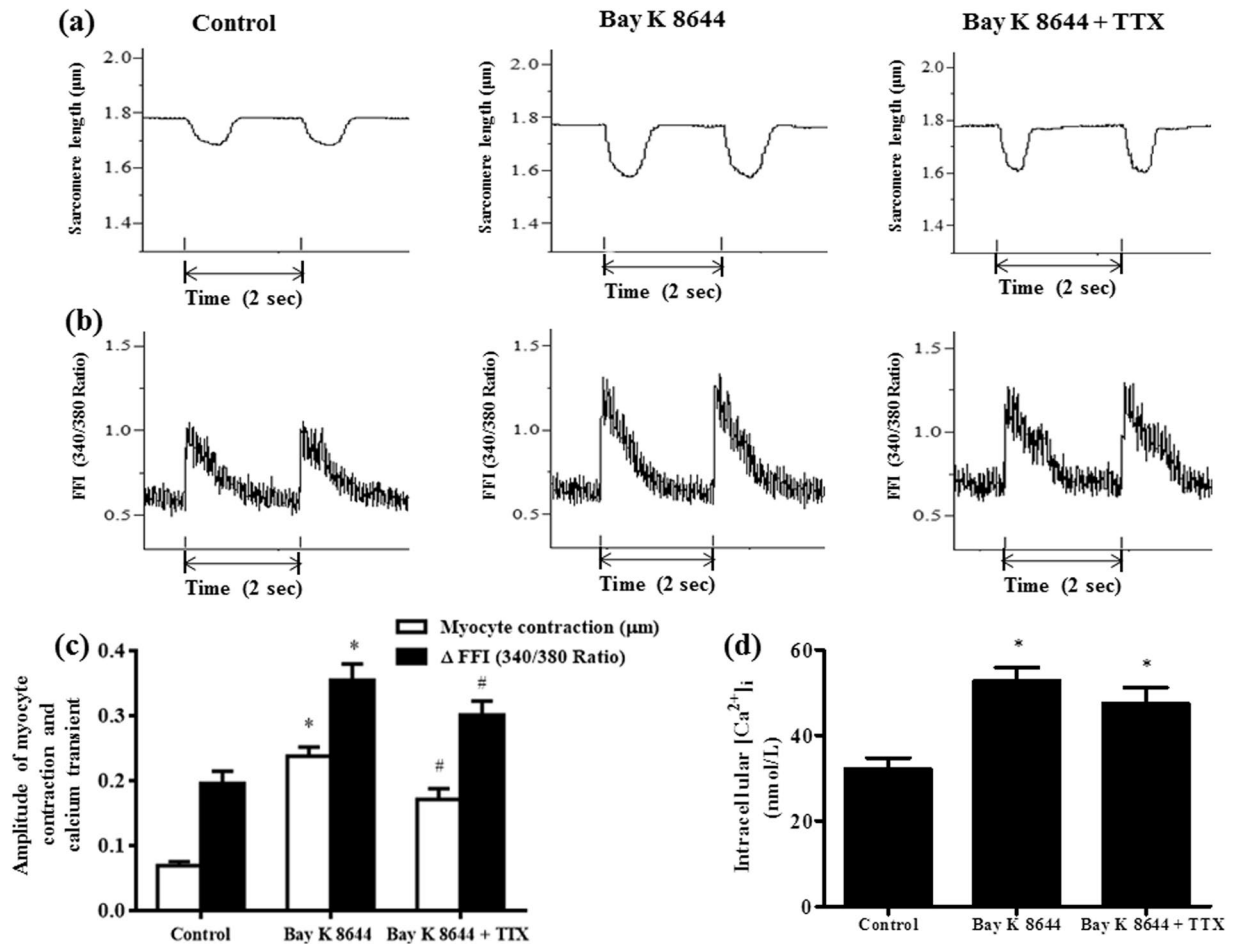 (a)
Control
Bay K 8644
Bay K 8644 + TTX
Sarcomere length (μm)
2.0
1.8
1.6
1.4
Time (2 sec)
Sarcomere length (μm)
2.0
1.8
1.6
1.4
Time (2 sec)
Sarcomere length (μm)
2.0
1.8
1.6
1.4
Time (2 sec)
(b)
FFI (340/380 Ratio)
1.5
1.0
0.5
Time (2 sec)
FFI (340/380 Ratio)
1.5
1.0
0.5
Time (2 sec)
FFI (340/380 Ratio)
1.5
1.0
0.5
Time (2 sec)
(c)
Myocyte contraction (μm)
Δ FFI (340/380 Ratio)
Amplitude of myocyte
contraction and
calcium transient
0.4
0.3
0.2
0.1
0.0
*
*
#
#
Control
Bay K 8644
Bay K 8644 + TTX
(d)
Intracellular [Ca²⁺]i
(nmol/L)
60
40
20
0
*
*
Control
Bay K 8644
Bay K 8644 + TTX